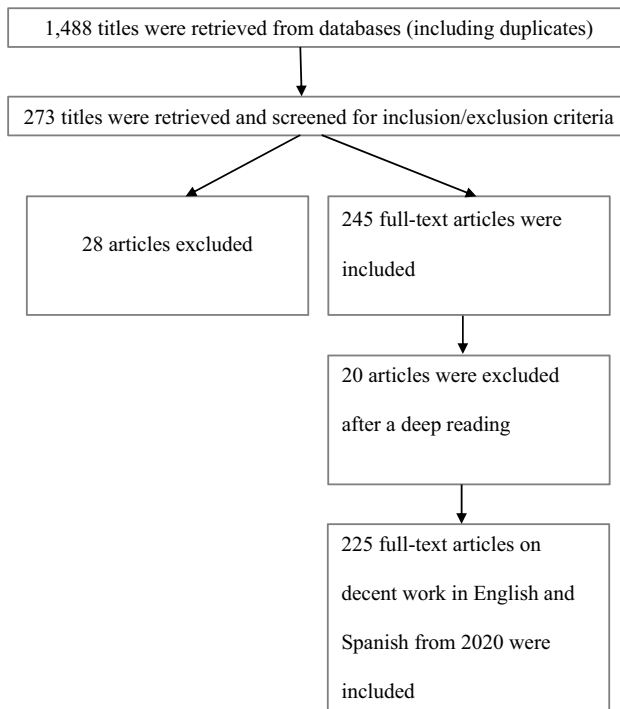 1,488 titles were retrieved from databases (including duplicates)
273 titles were retrieved and screened for inclusion/exclusion criteria
28 articles excluded
245 full-text articles were
included
20 articles were excluded
after a deep reading
225 full-text articles on
decent work in English and
Spanish from 2020 were
included